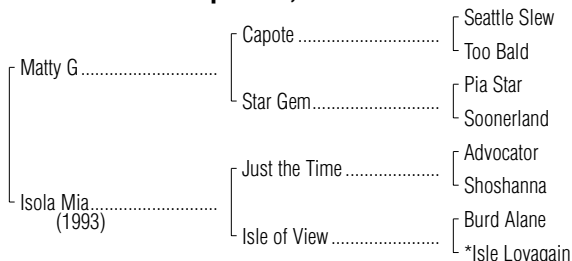 Seattle Slew
Capote
Too Bald
Matty G
Pia Star
Star Gem
Soonerland
Advocator
Just the Time
Shoshanna
Isola Mia
(1993)
Burd Alane
Isle of View
*Isle Lovagain